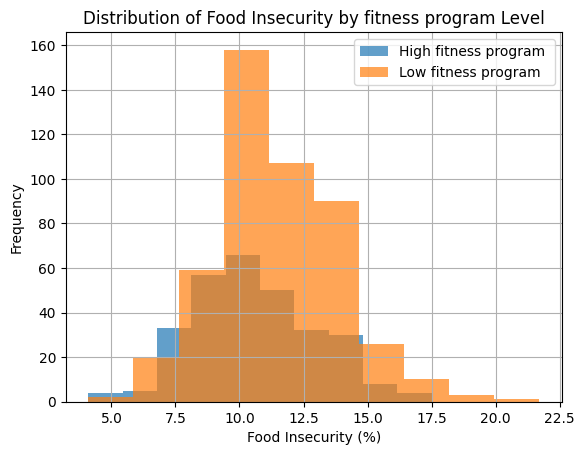 Distribution of Food Insecurity by fitness program Level
High fitness program
Low fitness program
Frequency
160
140
120
100
80
60
40
20
0
5.0 7.5 10.0 12.5 15.0 17.5 20.0 22.5
Food Insecurity (%)